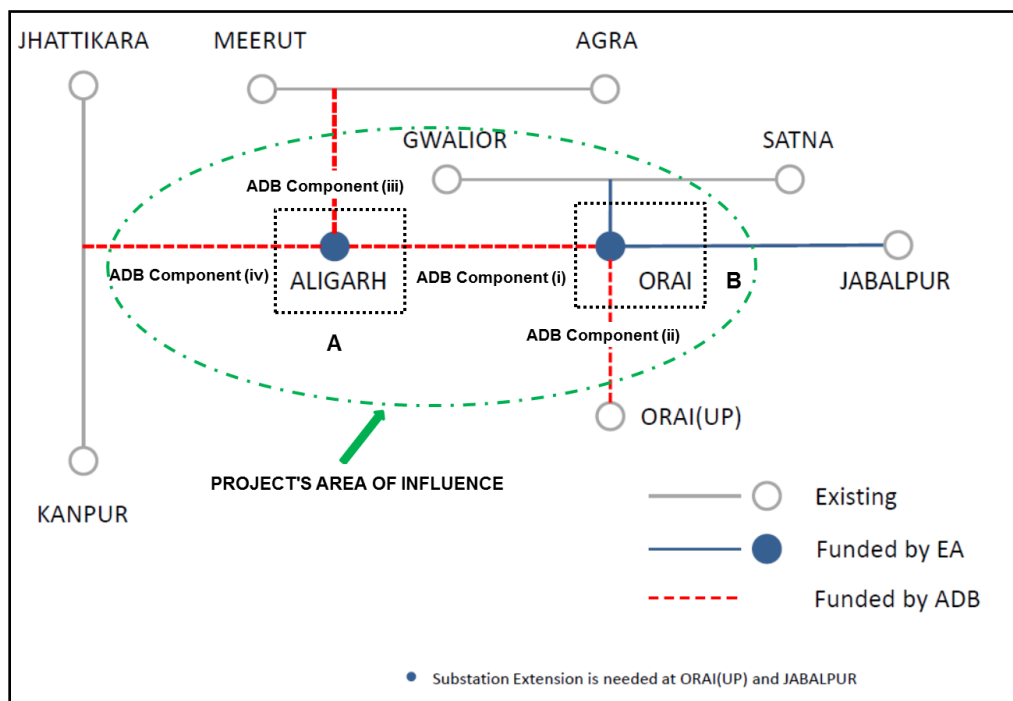 JHATTIKARA
MEERUT
AGRA
GWALIOR
SATNA
ADB Component (iii)
ADB Component (iv)
ALIGARH
ADB Component (i)
ORAI
B
JABALPUR
A
ADB Component (ii)
ORAI(UP)
PROJECT'S AREA OF INFLUENCE
KANPUR
Existing
Funded by EA
Funded by ADB
• Substation Extension is needed at ORAI(UP) and JABALPUR